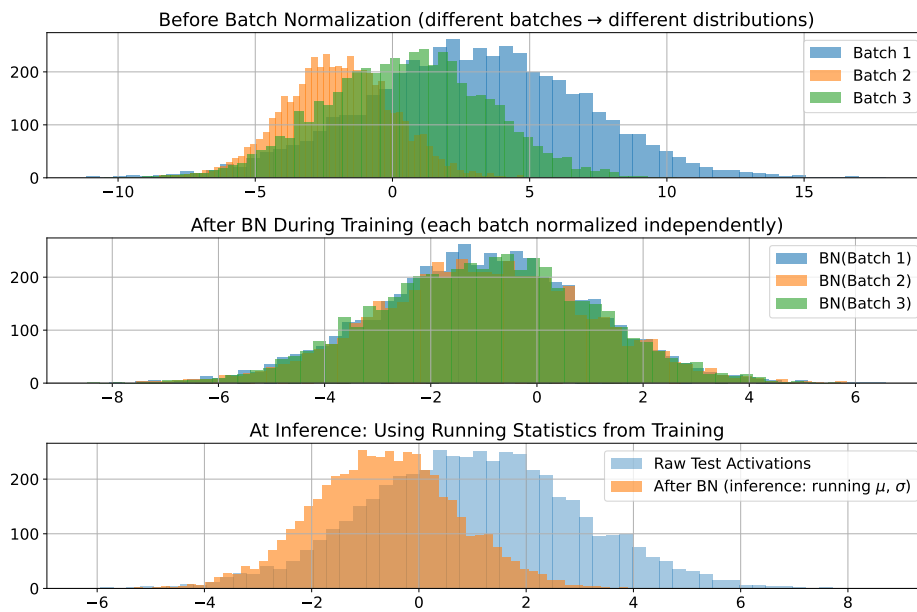 Before Batch Normalization (different batches → different distributions)
200
100
0
−10
−5
0
5
10
15
Batch 1
Batch 2
Batch 3
After BN During Training (each batch normalized independently)
200
100
0
−8
−6
−4
−2
0
2
4
6
BN(Batch 1)
BN(Batch 2)
BN(Batch 3)
At Inference: Using Running Statistics from Training
200
100
0
−6
−4
−2
0
2
4
6
8
Raw Test Activations
After BN (inference: running μ, σ)